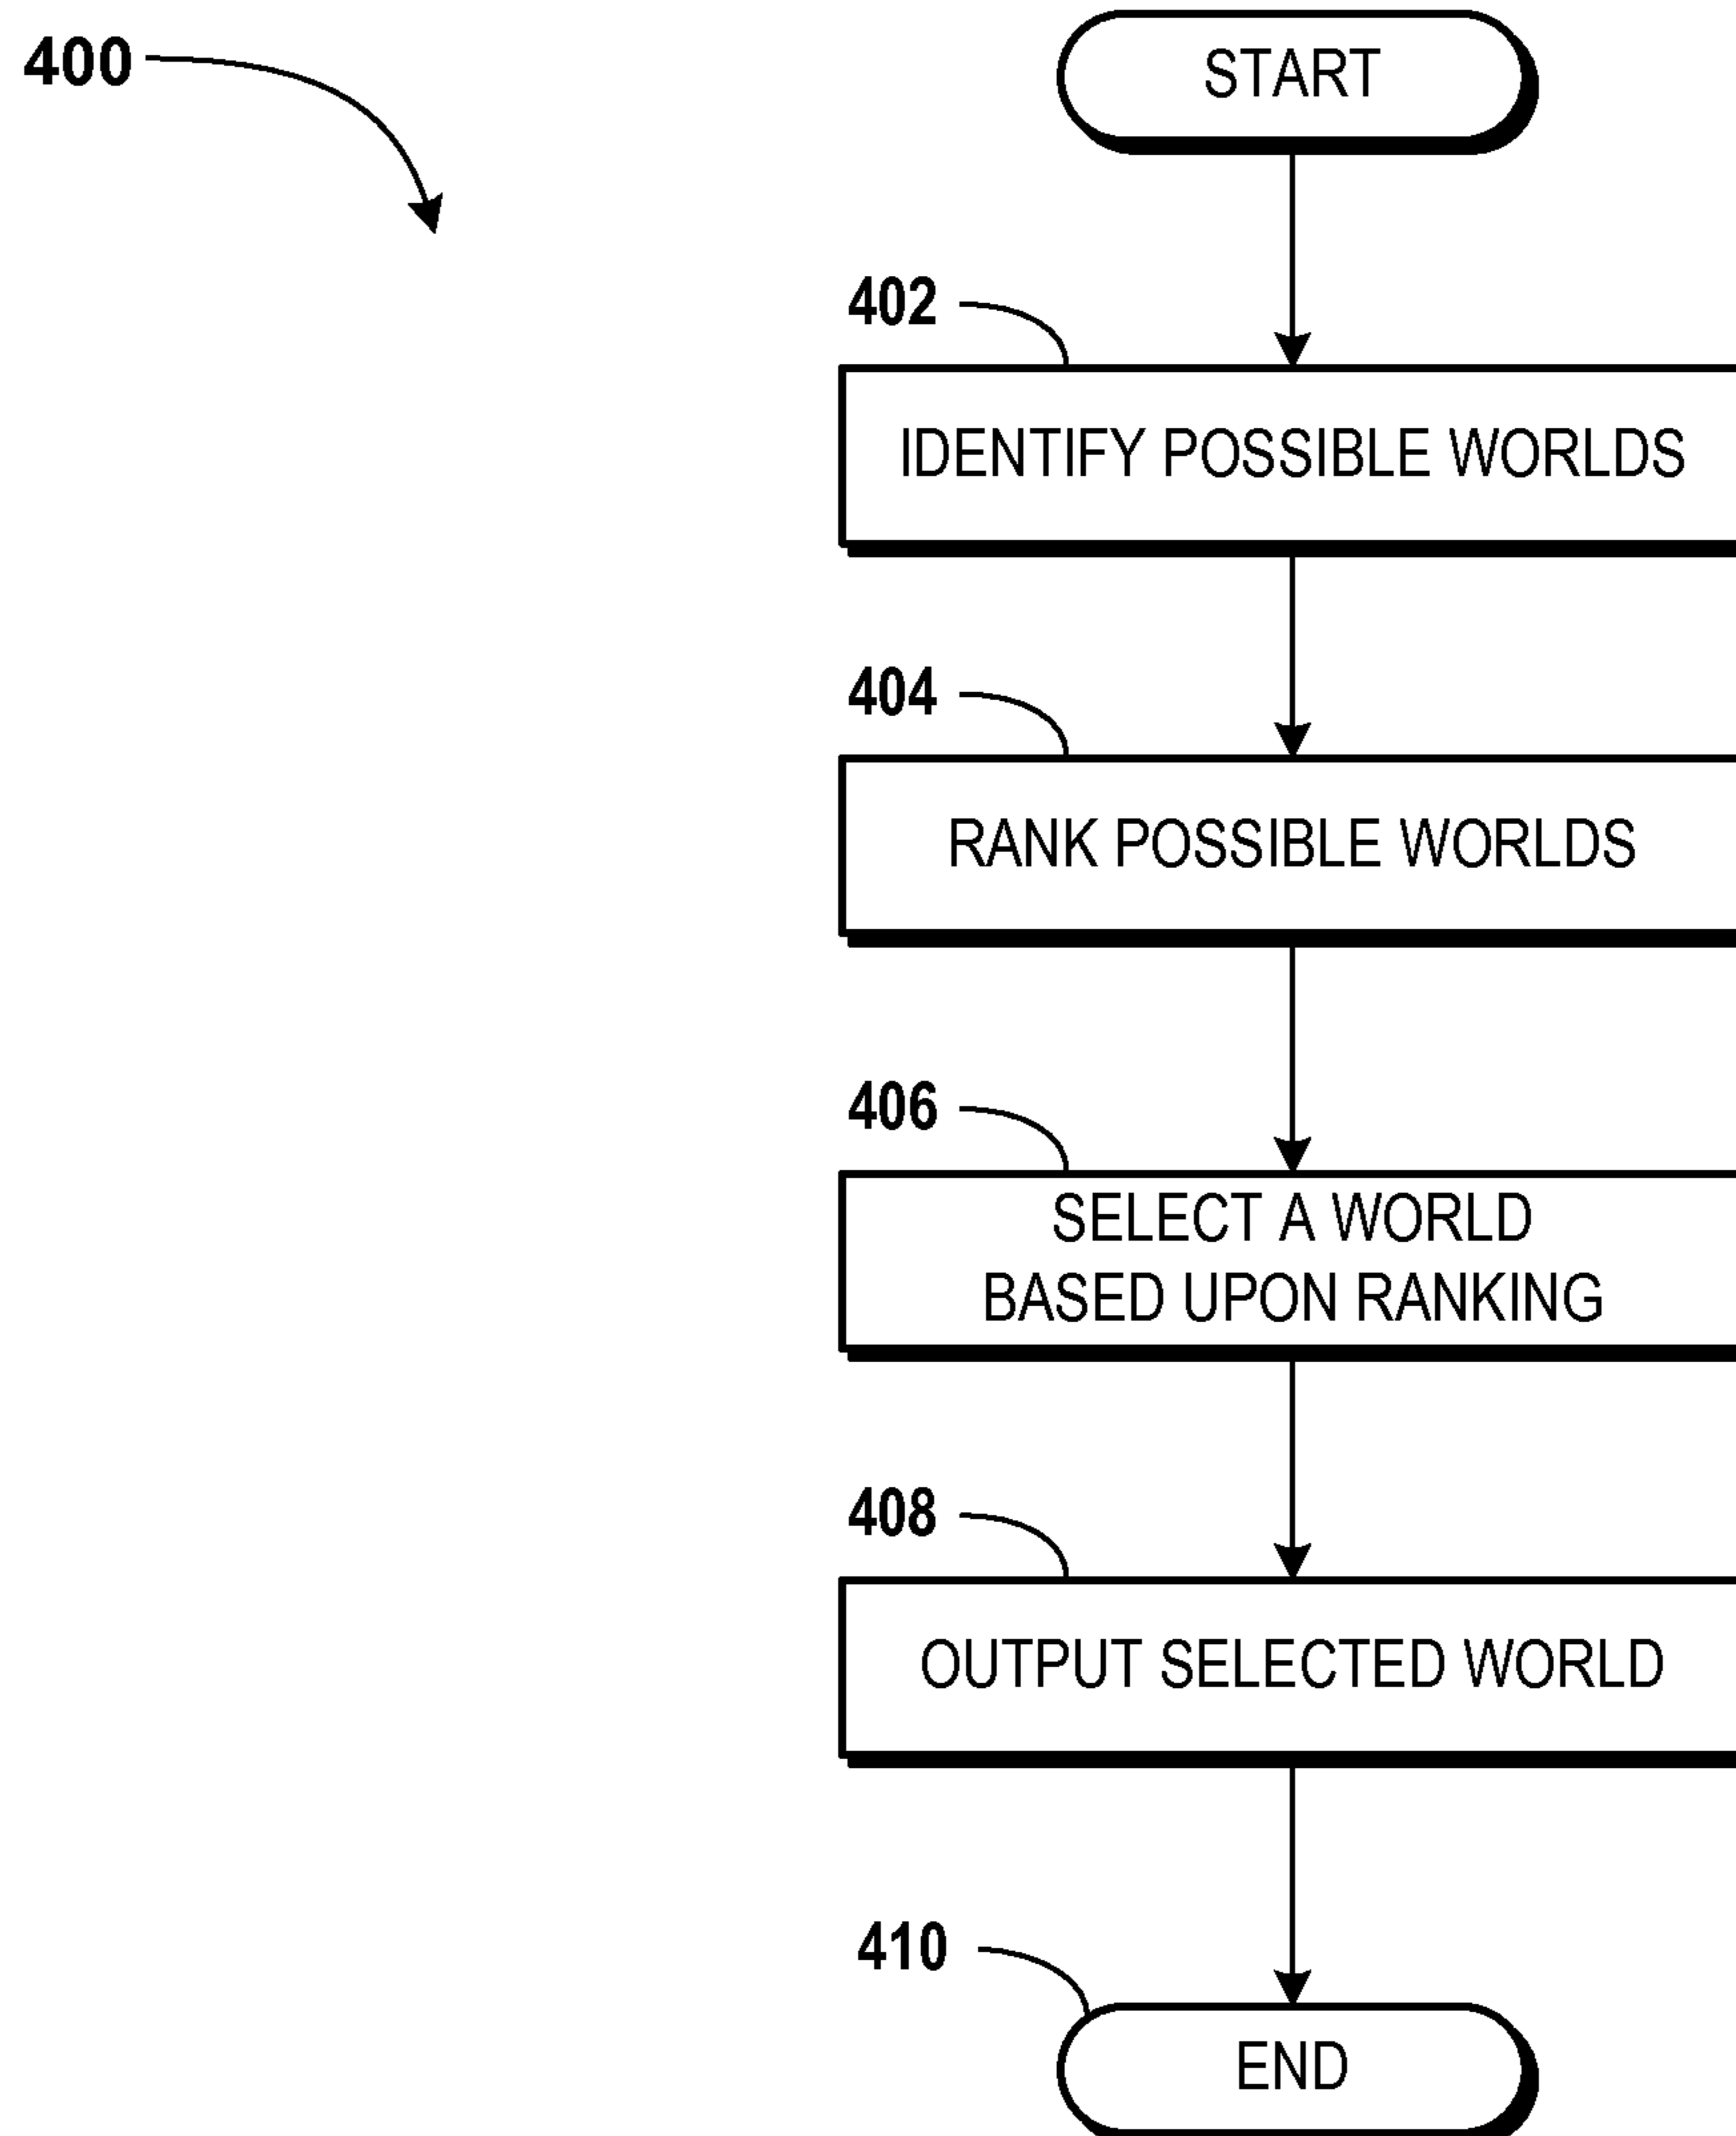 400
START
402
IDENTIFY POSSIBLE WORLDS
404
RANK POSSIBLE WORLDS
406
SELECT A WORLD
BASED UPON RANKING
408
OUTPUT SELECTED WORLD
410
END